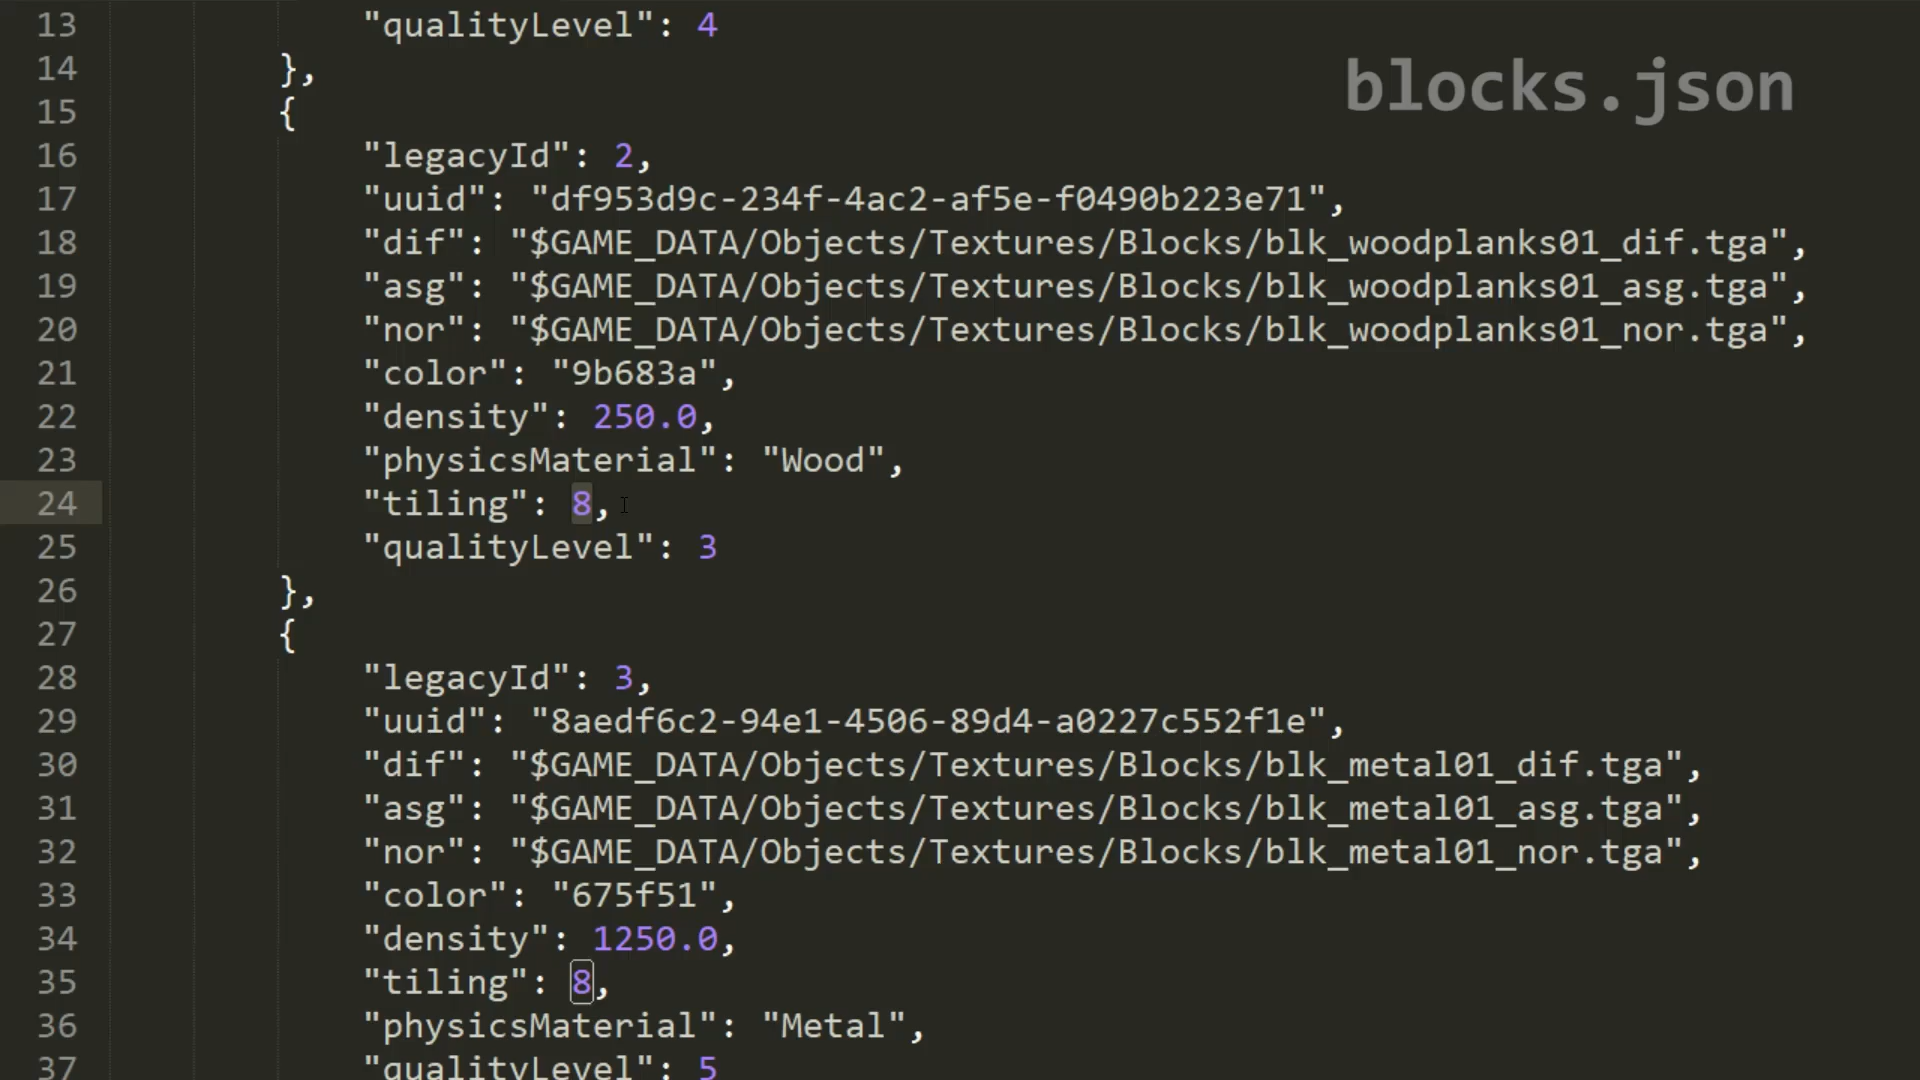 blocks.json
13 "qualityLevel": 4
14 },
15 {
16 "legacyId": 2,
17 "uuid": "df953d9c-234f-4ac2-af5e-f0490b223e71",
18 "dif": "$GAME_DATA/Objects/Textures/Blocks/blk_woodplanks01_dif.tga",
19 "asg": "$GAME_DATA/Objects/Textures/Blocks/blk_woodplanks01_asg.tga",
20 "nor": "$GAME_DATA/Objects/Textures/Blocks/blk_woodplanks01_nor.tga",
21 "color": "9b683a",
22 "density": 250.0,
23 "physicsMaterial": "Wood",
24 "tiling": 8,
25 "qualityLevel": 3
26 },
27 {
28 "legacyId": 3,
29 "uuid": "8aedf6c2-94e1-4506-89d4-a0227c552f1e",
30 "dif": "$GAME_DATA/Objects/Textures/Blocks/blk_metal01_dif.tga",
31 "asg": "$GAME_DATA/Objects/Textures/Blocks/blk_metal01_asg.tga",
32 "nor": "$GAME_DATA/Objects/Textures/Blocks/blk_metal01_nor.tga",
33 "color": "675f51",
34 "density": 1250.0,
35 "tiling": 8,
36 "physicsMaterial": "Metal",
37 "qualityLevel": 5